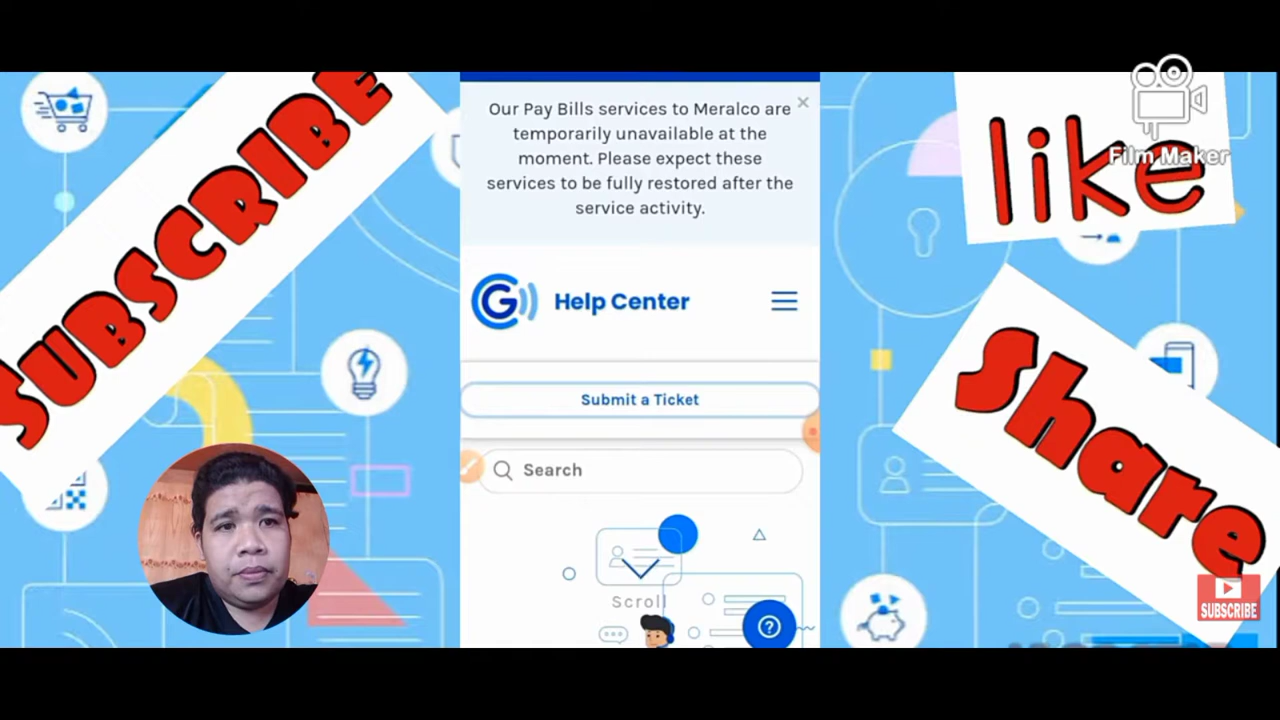 SUBSCRIBE
Our Pay Bills services to Meralco are
temporarily unavailable at the
moment. Please expect these
services to be fully restored after the
service activity.
G Help Center
Submit a Ticket
Search
Scroll
?
like
Film Maker
Share
SUBSCRIBE